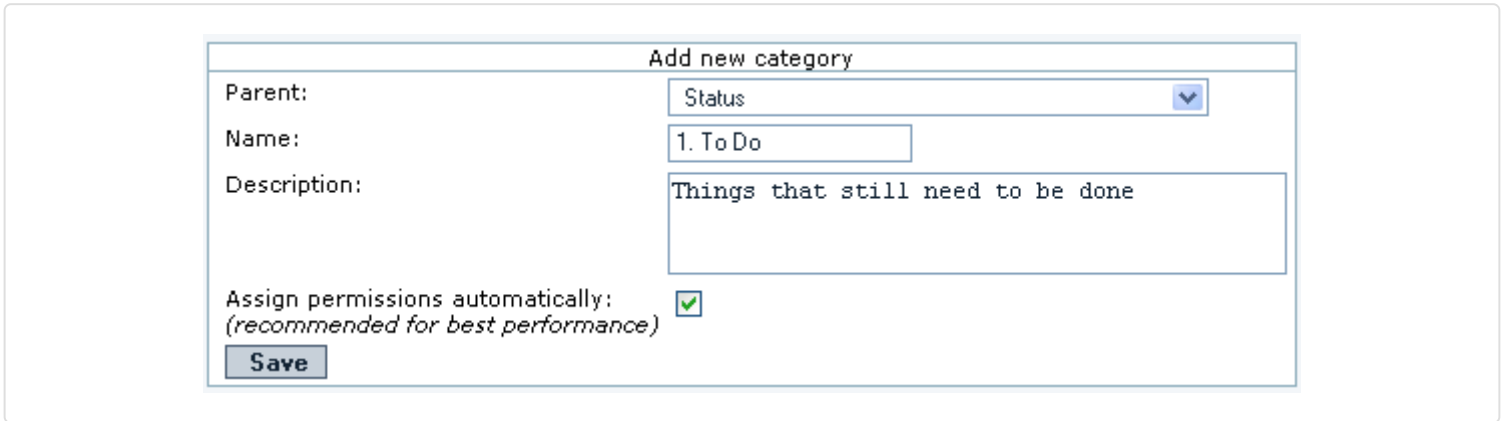 Add new category
Parent:
Status
Name:
1. To Do
Description:
Things that still need to be done
Assign permissions automatically:
(recommended for best performance)
Save